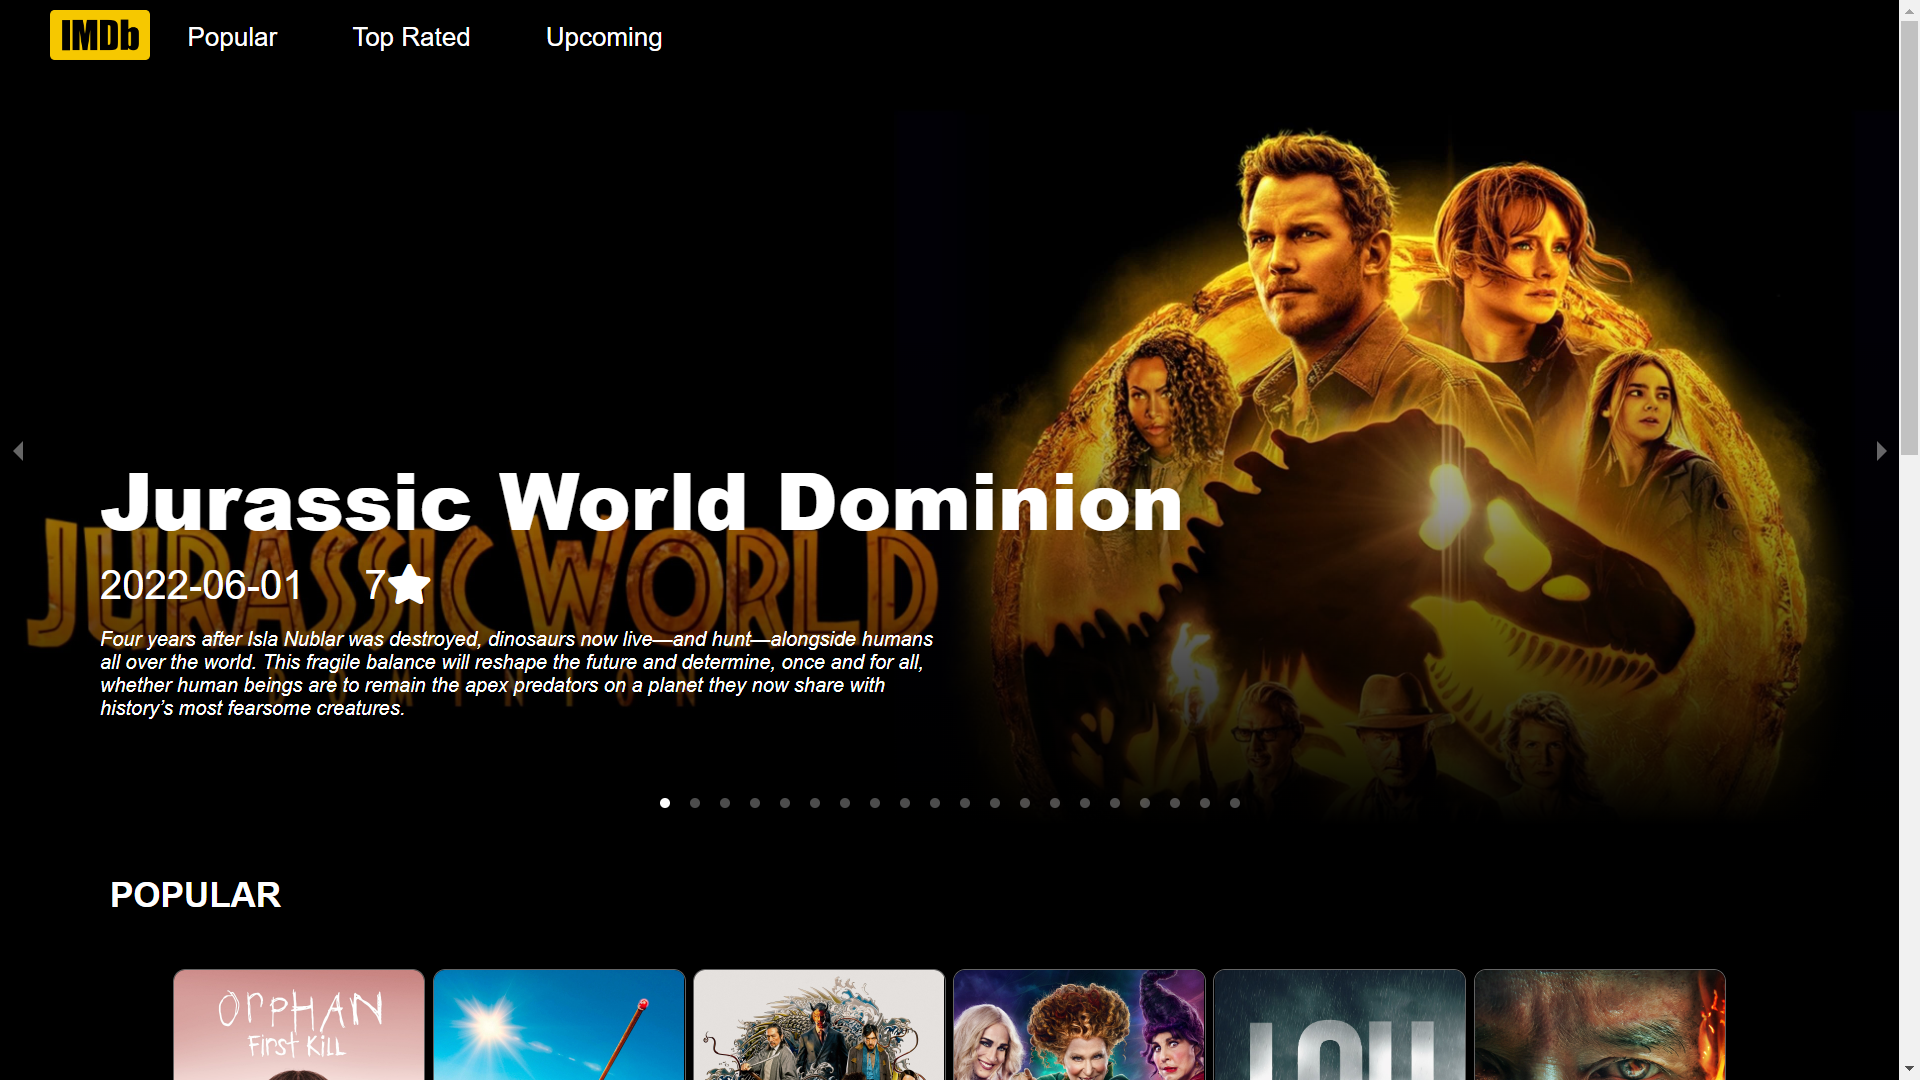 IMDb
Popular
Top Rated
Upcoming
Jurassic World Dominion
JURASSIC WORLD
2022-06-01
7
DOMINION
Four years after Isla Nublar was destroyed, dinosaurs now live—and hunt—alongside humans
all over the world. This fragile balance will reshape the future and determine, once and for all,
whether human beings are to remain the apex predators on a planet they now share with
history’s most fearsome creatures.
POPULAR
ORPHAN
First Kill
LOU